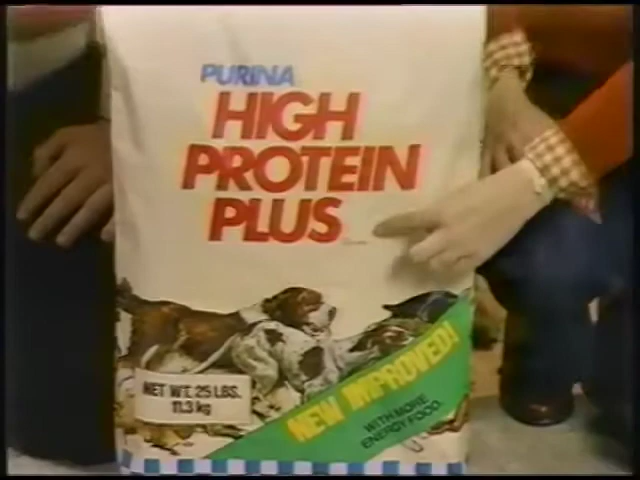 PURINA
HIGH
PROTEIN
PLUS
NET WT. 25 LBS.
11.3 kg
NEW IMPROVED!
WITH MORE
ENERGY FOOD.